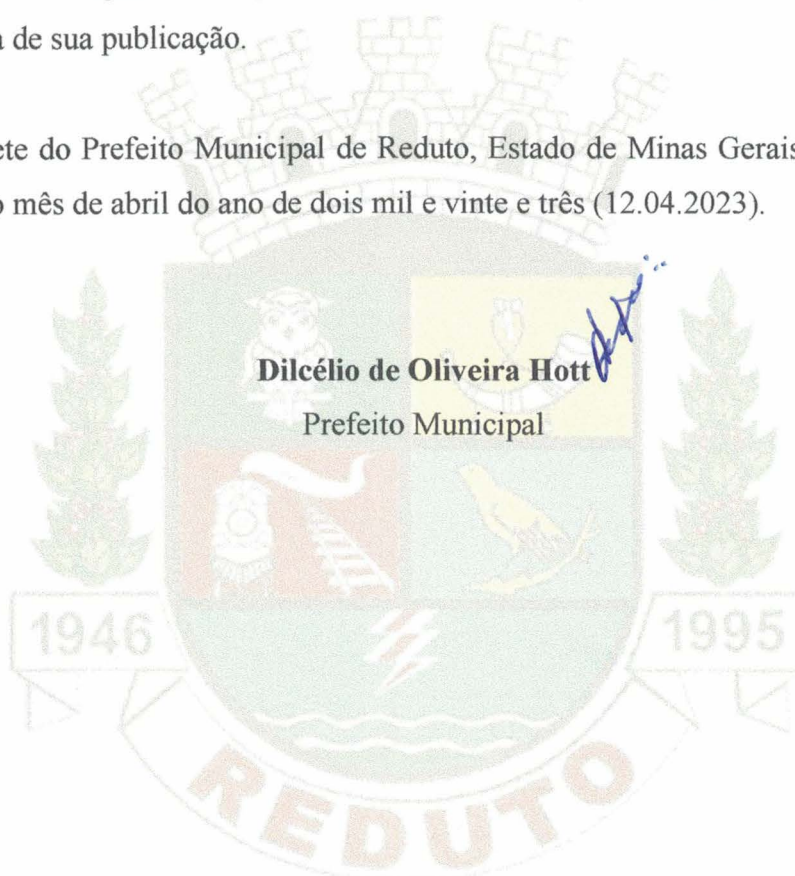 de sua publicação.
do Prefeito Municipal de Reduto, Estado de Minas Gerais
mês de abril do ano de dois mil e vinte e três (12.04.2023).
Dilcélio de Oliveira Hott
Prefeito Municipal
1946
1995
REDUTO